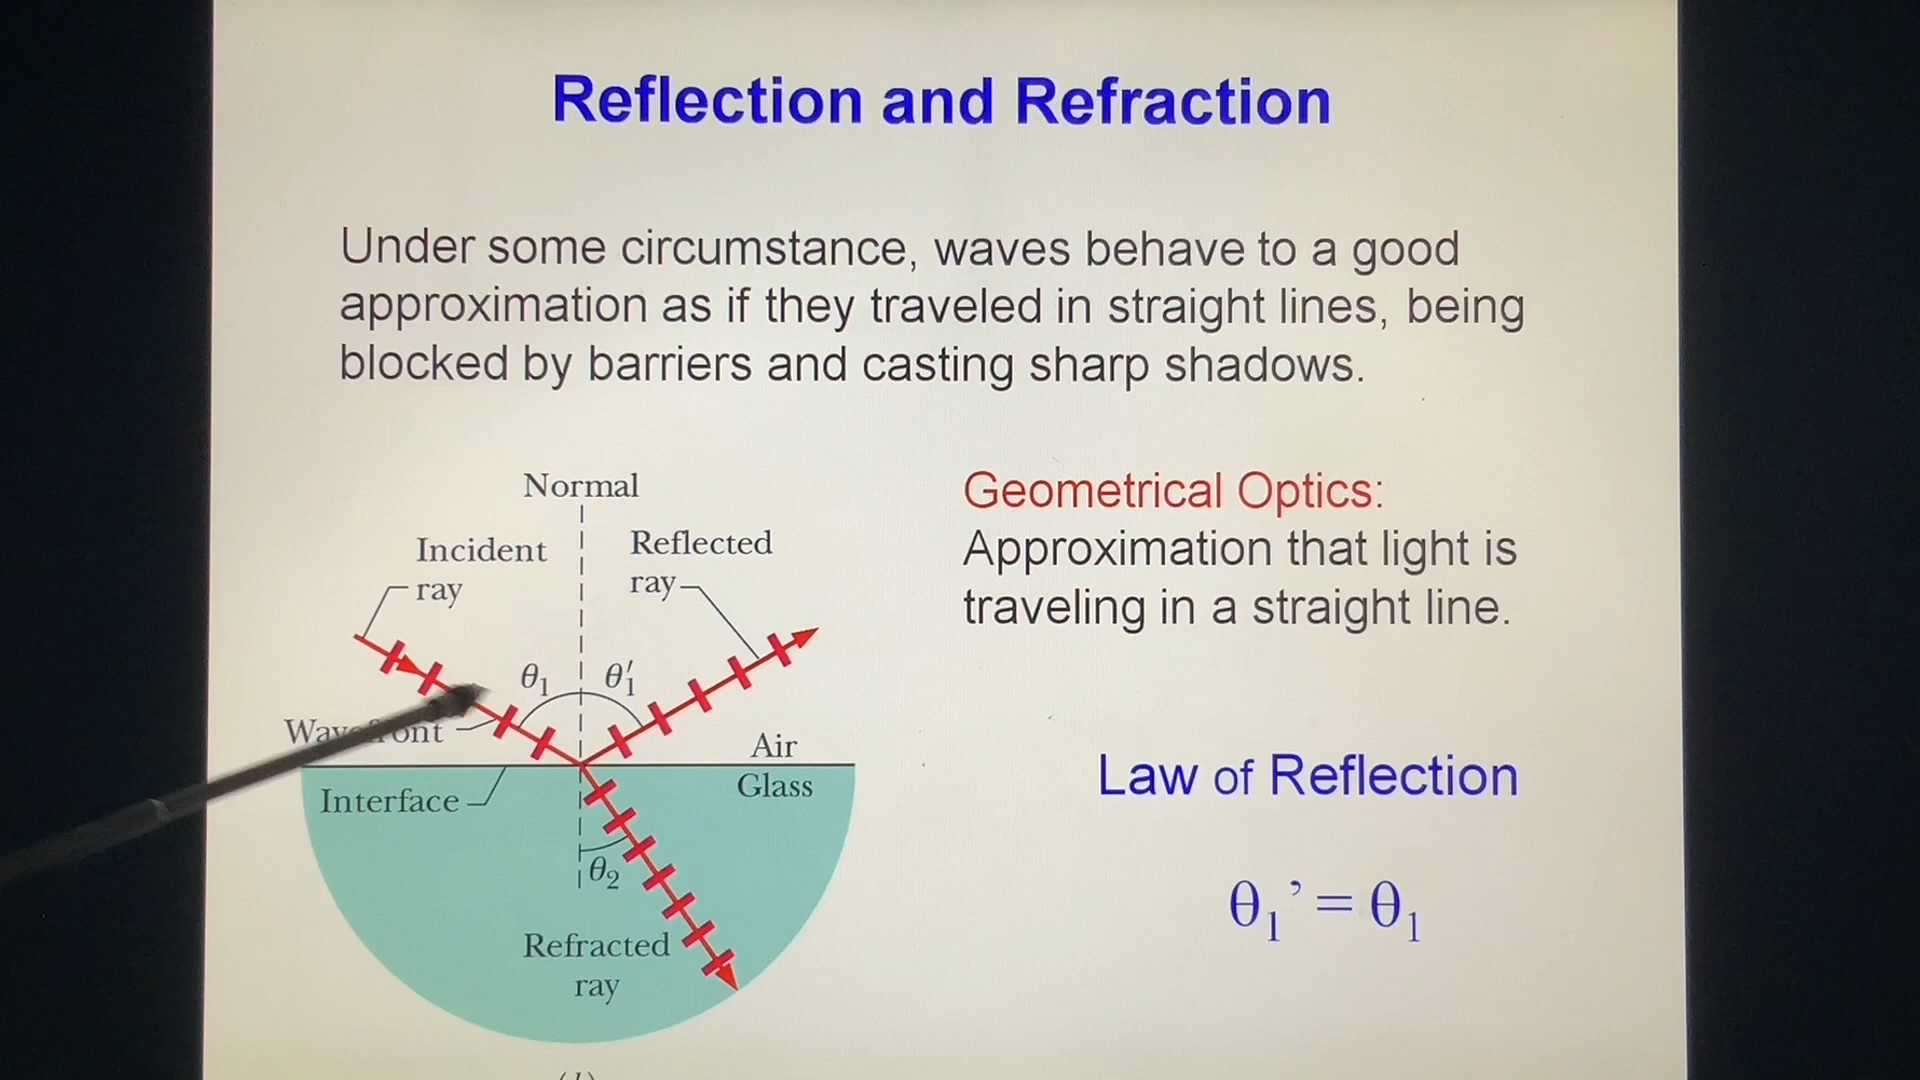 Reflection and Refraction
Under some circumstance, waves behave to a good
approximation as if they traveled in straight lines, being
blocked by barriers and casting sharp shadows.
Normal
Incident
ray
Reflected
ray
θ₁
θ′₁
Wavefront
Air
Interface
Glass
θ₂
Refracted
ray
Geometrical Optics:
Approximation that light is
traveling in a straight line.
Law of Reflection
θ₁’ = θ₁